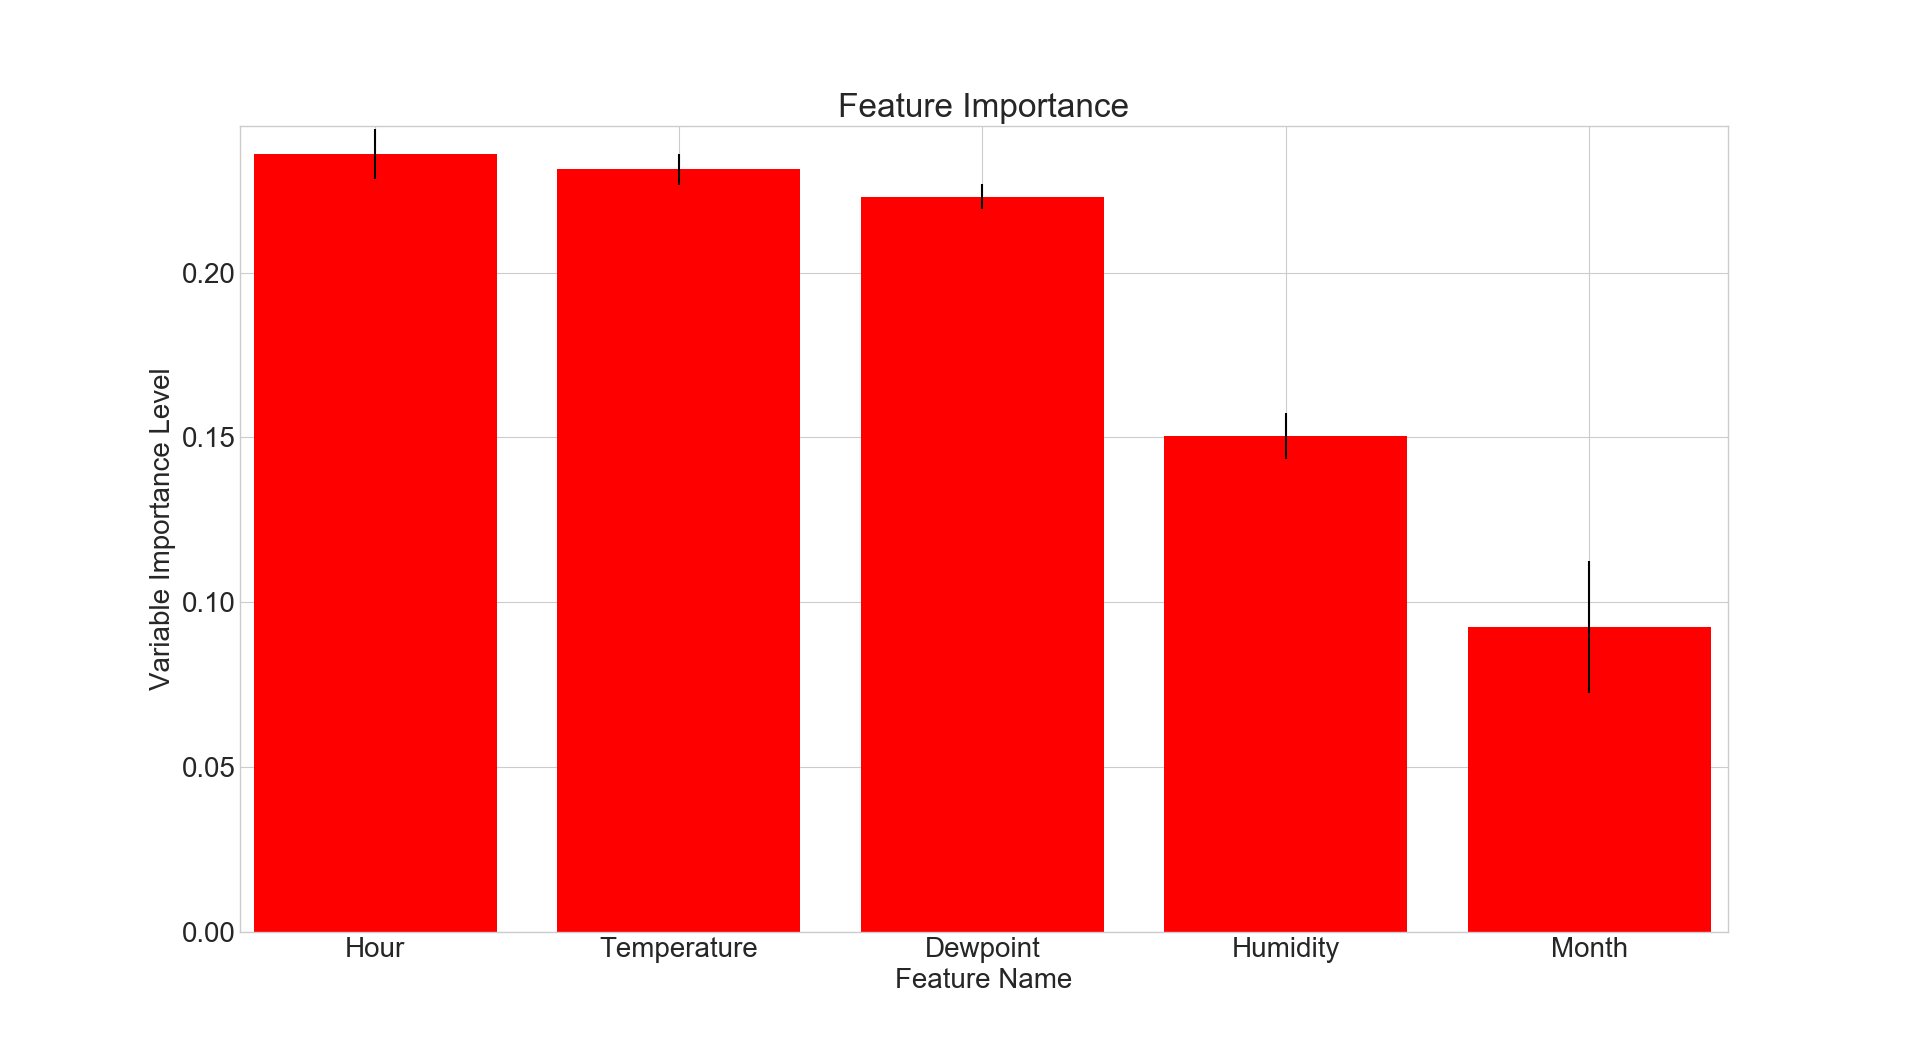 Feature Importance
Variable Importance Level
0.20
0.15
0.10
0.05
0.00
Hour Temperature Dewpoint Humidity Month
Feature Name